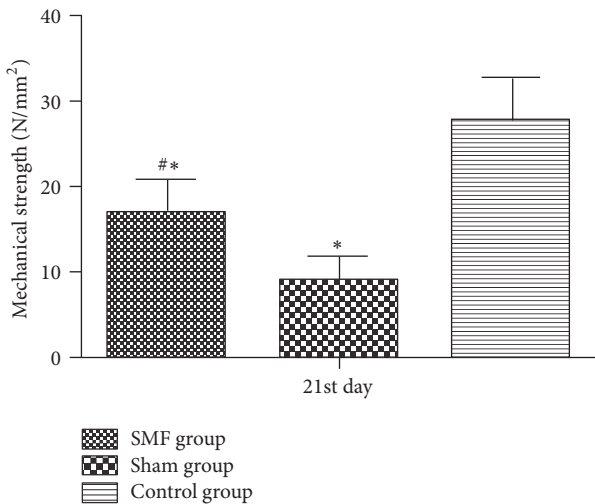 Mechanical strength (N/mm²)
40
30
20
10
0
#*
*
21st day
SMF group
Sham group
Control group